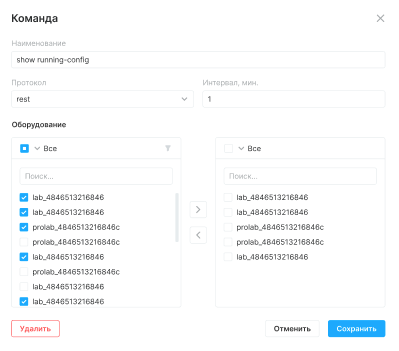 Команда
Наименование
show running-config
Протокол
Интервал, мин.
rest
1
Оборудование
Все
Поиск...
lab_4846513216846
lab_4846513216846
prolab_4846513216846c
prolab_4846513216846c
lab_4846513216846
prolab_4846513216846c
lab_4846513216846
lab_4846513216846
Все
Поиск...
lab_4846513216846
lab_4846513216846
prolab_4846513216846c
prolab_4846513216846c
lab_4846513216846
Удалить
Отменить
Сохранить